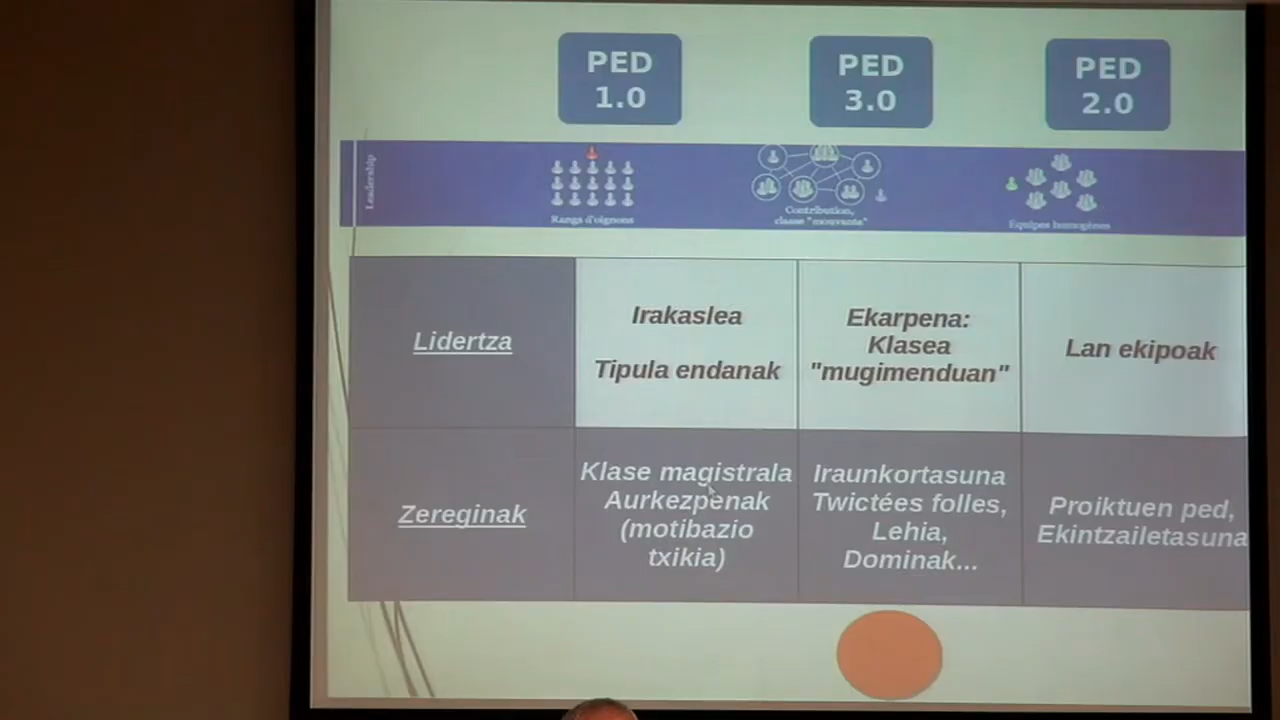 PED
1.0
PED
3.0
PED
2.0
Leadership
Rangs d'oignons
Contribution,
classe "mouvante"
Equipes homogènes
Lidertza
Irakaslea
Tipula endanak
Ekarpena:
Klasea
"mugimenduan"
Lan ekipoak
Zereginak
Klase magistrala
Aurkezpenak
(motibazio
txikia)
Iraunkortasuna
Twictées folles,
Lehia,
Dominak...
Proiktuen ped,
Ekintzailetasuna